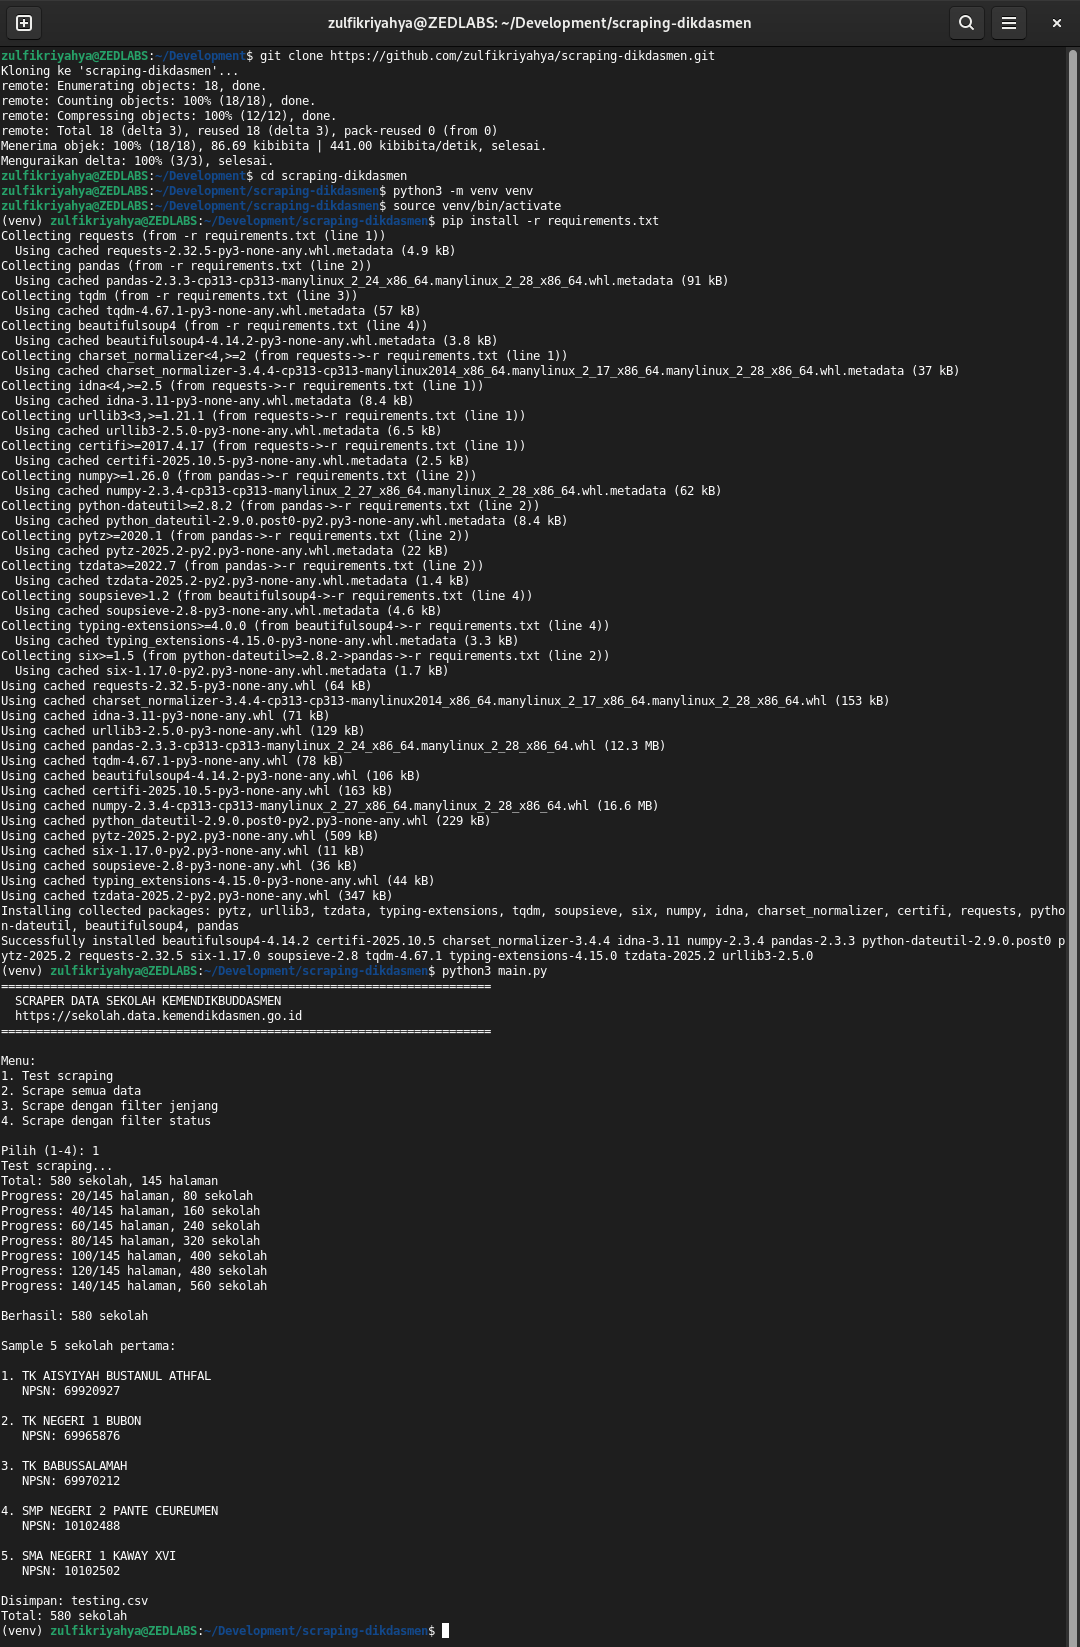 zulfikriyahya@ZEDLABS: ~/Development/scraping-dikdasmen
zulfikriyahya@ZEDLABS:~/Development$ git clone https://github.com/zulfikriyahya/scraping-dikdasmen.git
Kloning ke 'scraping-dikdasmen'...
remote: Enumerating objects: 18, done.
remote: Counting objects: 100% (18/18), done.
remote: Compressing objects: 100% (12/12), done.
remote: Total 18 (delta 3), reused 18 (delta 3), pack-reused 0 (from 0)
Menerima objek: 100% (18/18), 86.69 kibibita | 441.00 kibibita/detik, selesai.
Menguraikan delta: 100% (3/3), selesai.
zulfikriyahya@ZEDLABS:~/Development$ cd scraping-dikdasmen
zulfikriyahya@ZEDLABS:~/Development/scraping-dikdasmen$ python3 -m venv venv
zulfikriyahya@ZEDLABS:~/Development/scraping-dikdasmen$ source venv/bin/activate
(venv) zulfikriyahya@ZEDLABS:~/Development/scraping-dikdasmen$ pip install -r requirements.txt
Collecting requests (from -r requirements.txt (line 1))
  Using cached requests-2.32.5-py3-none-any.whl.metadata (4.9 kB)
Collecting pandas (from -r requirements.txt (line 2))
  Using cached pandas-2.3.3-cp313-cp313-manylinux_2_24_x86_64.manylinux_2_28_x86_64.whl.metadata (91 kB)
Collecting tqdm (from -r requirements.txt (line 3))
  Using cached tqdm-4.67.1-py3-none-any.whl.metadata (57 kB)
Collecting beautifulsoup4 (from -r requirements.txt (line 4))
  Using cached beautifulsoup4-4.14.2-py3-none-any.whl.metadata (3.8 kB)
Collecting charset_normalizer<4,>=2 (from requests->-r requirements.txt (line 1))
  Using cached charset_normalizer-3.4.4-cp313-cp313-manylinux2014_x86_64.manylinux_2_17_x86_64.manylinux_2_28_x86_64.whl.metadata (37 kB)
Collecting idna<4,>=2.5 (from requests->-r requirements.txt (line 1))
  Using cached idna-3.11-py3-none-any.whl.metadata (8.4 kB)
Collecting urllib3<3,>=1.21.1 (from requests->-r requirements.txt (line 1))
  Using cached urllib3-2.5.0-py3-none-any.whl.metadata (6.5 kB)
Collecting certifi>=2017.4.17 (from requests->-r requirements.txt (line 1))
  Using cached certifi-2025.10.5-py3-none-any.whl.metadata (2.5 kB)
Collecting numpy>=1.26.0 (from pandas->-r requirements.txt (line 2))
  Using cached numpy-2.3.4-cp313-cp313-manylinux_2_27_x86_64.manylinux_2_28_x86_64.whl.metadata (62 kB)
Collecting python-dateutil>=2.8.2 (from pandas->-r requirements.txt (line 2))
  Using cached python_dateutil-2.9.0.post0-py2.py3-none-any.whl.metadata (8.4 kB)
Collecting pytz>=2020.1 (from pandas->-r requirements.txt (line 2))
  Using cached pytz-2025.2-py2.py3-none-any.whl.metadata (22 kB)
Collecting tzdata>=2022.7 (from pandas->-r requirements.txt (line 2))
  Using cached tzdata-2025.2-py2.py3-none-any.whl.metadata (1.4 kB)
Collecting soupsieve>1.2 (from beautifulsoup4->-r requirements.txt (line 4))
  Using cached soupsieve-2.8-py3-none-any.whl.metadata (4.6 kB)
Collecting typing-extensions>=4.0.0 (from beautifulsoup4->-r requirements.txt (line 4))
  Using cached typing_extensions-4.15.0-py3-none-any.whl.metadata (3.3 kB)
Collecting six>=1.5 (from python-dateutil>=2.8.2->pandas->-r requirements.txt (line 2))
  Using cached six-1.17.0-py2.py3-none-any.whl.metadata (1.7 kB)
Using cached requests-2.32.5-py3-none-any.whl (64 kB)
Using cached charset_normalizer-3.4.4-cp313-cp313-manylinux2014_x86_64.manylinux_2_17_x86_64.manylinux_2_28_x86_64.whl (153 kB)
Using cached idna-3.11-py3-none-any.whl (71 kB)
Using cached urllib3-2.5.0-py3-none-any.whl (129 kB)
Using cached pandas-2.3.3-cp313-cp313-manylinux_2_24_x86_64.manylinux_2_28_x86_64.whl (12.3 MB)
Using cached tqdm-4.67.1-py3-none-any.whl (78 kB)
Using cached beautifulsoup4-4.14.2-py3-none-any.whl (106 kB)
Using cached certifi-2025.10.5-py3-none-any.whl (163 kB)
Using cached numpy-2.3.4-cp313-cp313-manylinux_2_27_x86_64.manylinux_2_28_x86_64.whl (16.6 MB)
Using cached python_dateutil-2.9.0.post0-py2.py3-none-any.whl (229 kB)
Using cached pytz-2025.2-py2.py3-none-any.whl (509 kB)
Using cached six-1.17.0-py2.py3-none-any.whl (11 kB)
Using cached soupsieve-2.8-py3-none-any.whl (36 kB)
Using cached typing_extensions-4.15.0-py3-none-any.whl (44 kB)
Using cached tzdata-2025.2-py2.py3-none-any.whl (347 kB)
Installing collected packages: pytz, urllib3, tzdata, typing-extensions, tqdm, soupsieve, six, numpy, idna, charset_normalizer, certifi, requests, pytho
n-dateutil, beautifulsoup4, pandas
Successfully installed beautifulsoup4-4.14.2 certifi-2025.10.5 charset_normalizer-3.4.4 idna-3.11 numpy-2.3.4 pandas-2.3.3 python-dateutil-2.9.0.post0 p
ytz-2025.2 requests-2.32.5 six-1.17.0 soupsieve-2.8 tqdm-4.67.1 typing-extensions-4.15.0 tzdata-2025.2 urllib3-2.5.0
(venv) zulfikriyahya@ZEDLABS:~/Development/scraping-dikdasmen$ python3 main.py
======================================================================
  SCRAPER DATA SEKOLAH KEMENDIKBUDDASMEN
  https://sekolah.data.kemendikdasmen.go.id
======================================================================
Menu:
1. Test scraping
2. Scrape semua data
3. Scrape dengan filter jenjang
4. Scrape dengan filter status
Pilih (1-4): 1
Test scraping...
Total: 580 sekolah, 145 halaman
Progress: 20/145 halaman, 80 sekolah
Progress: 40/145 halaman, 160 sekolah
Progress: 60/145 halaman, 240 sekolah
Progress: 80/145 halaman, 320 sekolah
Progress: 100/145 halaman, 400 sekolah
Progress: 120/145 halaman, 480 sekolah
Progress: 140/145 halaman, 560 sekolah
Berhasil: 580 sekolah
Sample 5 sekolah pertama:
1. TK AISYIYAH BUSTANUL ATHFAL
   NPSN: 69920927
2. TK NEGERI 1 BUBON
   NPSN: 69965876
3. TK BABUSSALAMAH
   NPSN: 69970212
4. SMP NEGERI 2 PANTE CEUREUMEN
   NPSN: 10102488
5. SMA NEGERI 1 KAWAY XVI
   NPSN: 10102502
Disimpan: testing.csv
Total: 580 sekolah
(venv) zulfikriyahya@ZEDLABS:~/Development/scraping-dikdasmen$